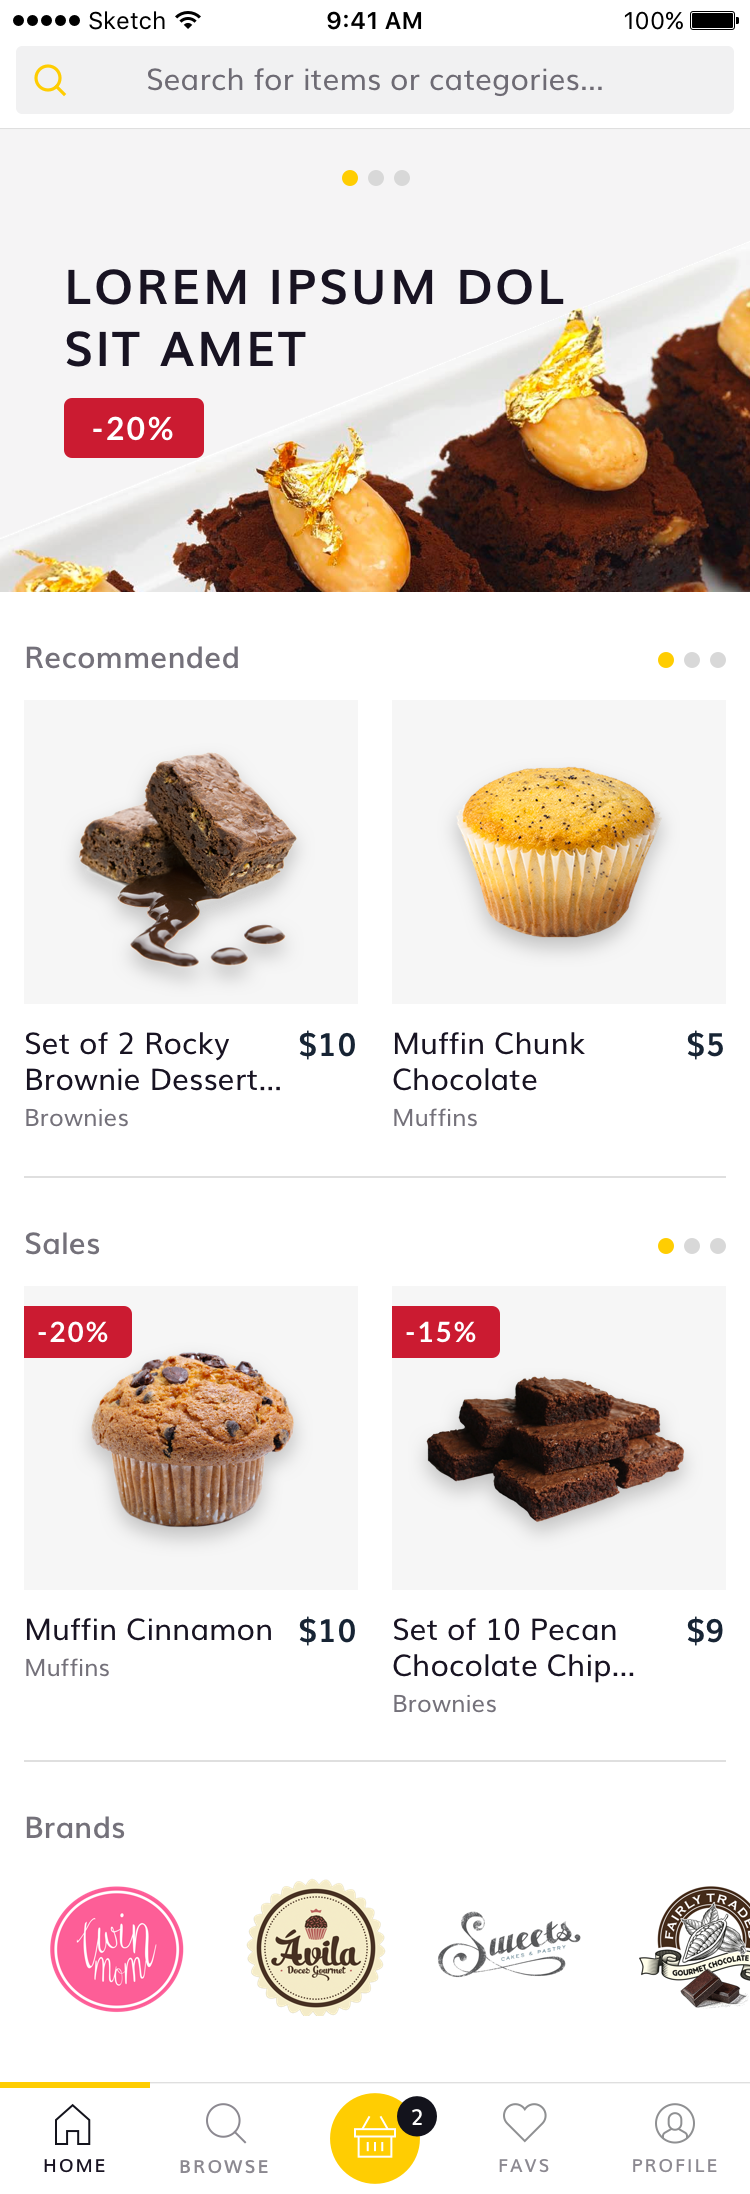 Sketch
9:41 AM
100%
Search for items or categories...
LOREM IPSUM DOL
SIT AMET
-20%
Recommended
Set of 2 Rocky
Brownie Dessert...
$10
Brownies
Muffin Chunk
Chocolate
$5
Muffins
Sales
-20%
-15%
Muffin Cinnamon
$10
Muffins
Set of 10 Pecan
Chocolate Chip...
$9
Brownies
Brands
twin
mom
Ávila
Doces Gourmet
Sweets
CAKES & PASTRY
FAIRLY TRAD
GOURMET CHOCOLATE
2
HOME
BROWSE
FAVS
PROFILE